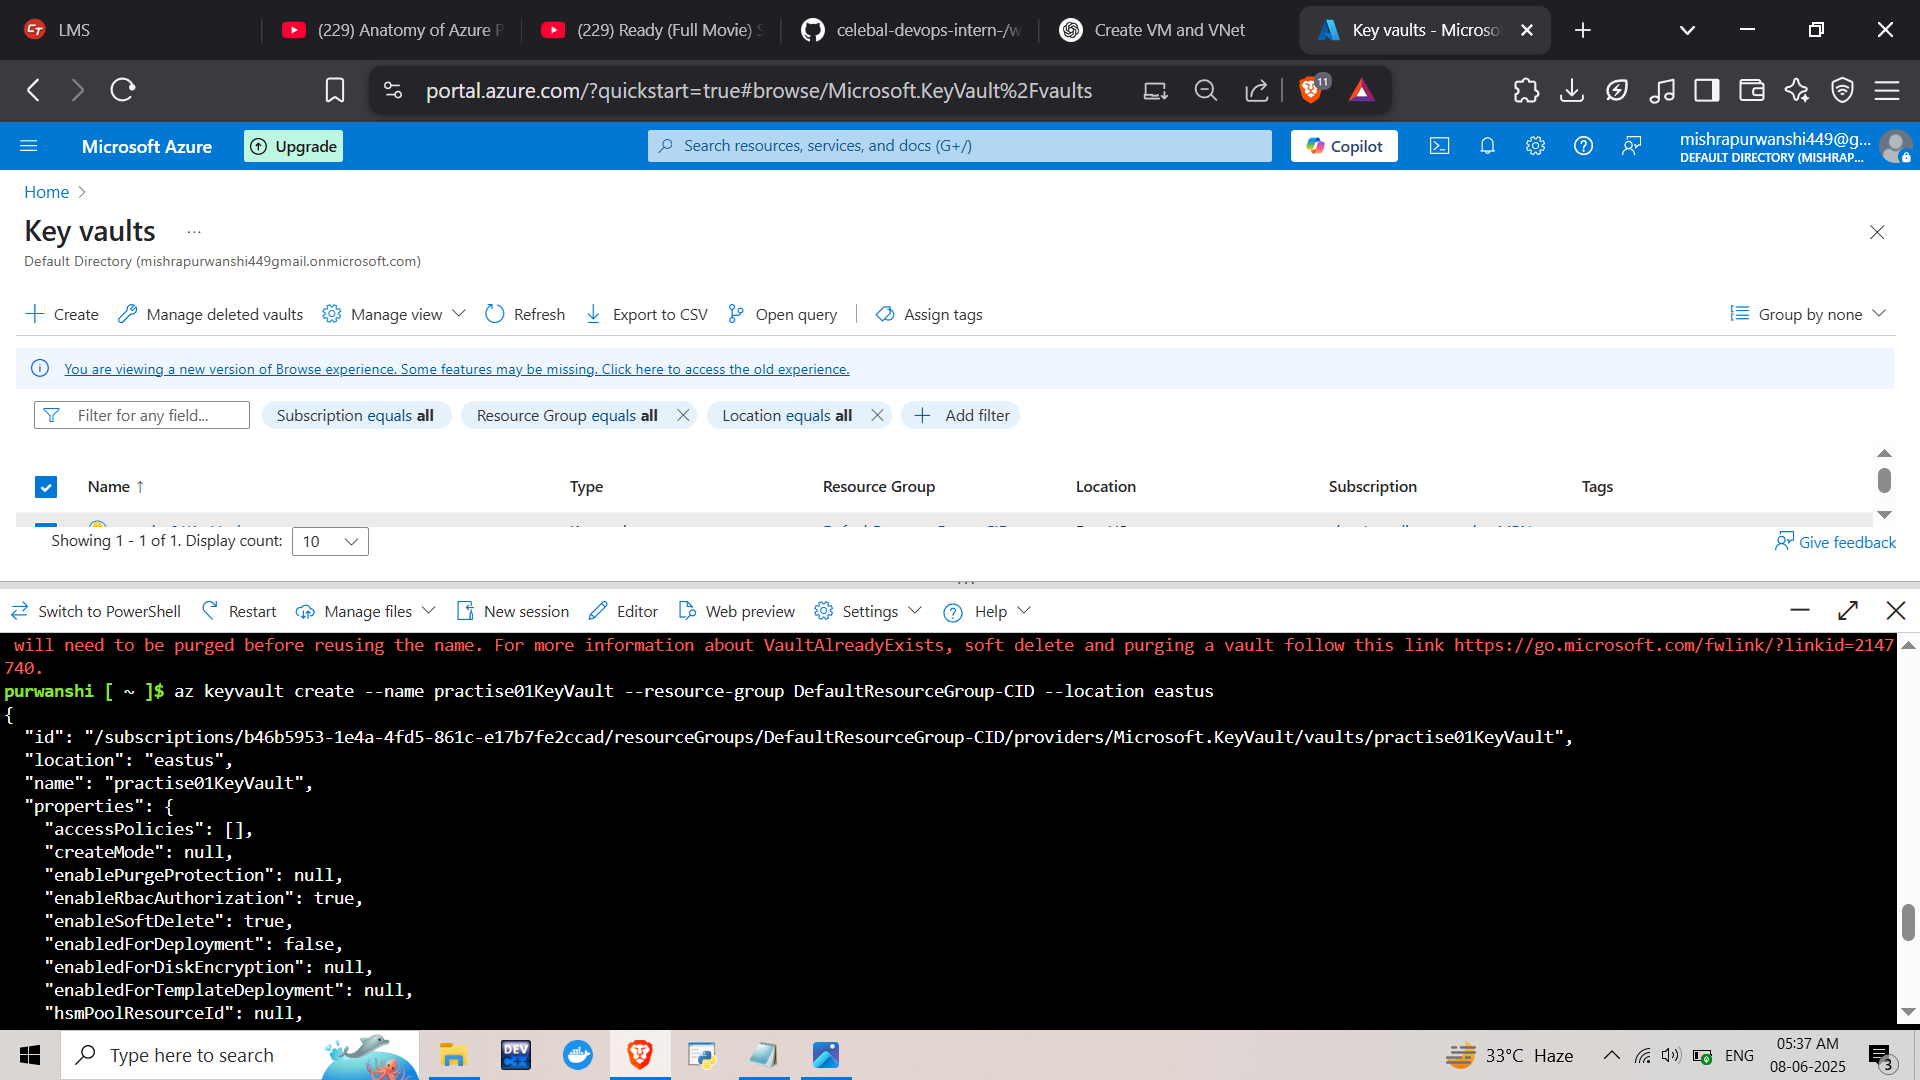 LMS
(229) Anatomy of Azure P
(229) Ready (Full Movie) S
celebal-devops-intern-/w
Create VM and VNet
Key vaults - Microso
portal.azure.com/?quickstart=true#browse/Microsoft.KeyVault%2Fvaults
11
Microsoft Azure
Upgrade
Search resources, services, and docs (G+/)
Copilot
mishrapurwanshi449@g...
DEFAULT DIRECTORY (MISHRAP...
Home
Key vaults
...
Default Directory (mishrapurwanshi449gmail.onmicrosoft.com)
Create
Manage deleted vaults
Manage view
Refresh
Export to CSV
Open query
Assign tags
Group by none
You are viewing a new version of Browse experience. Some features may be missing. Click here to access the old experience.
Filter for any field...
Subscription equals all
Resource Group equals all
Location equals all
Add filter
Name ↑
Type
Resource Group
Location
Subscription
Tags
Showing 1 - 1 of 1. Display count:
10
Give feedback
Switch to PowerShell
Restart
Manage files
New session
Editor
Web preview
Settings
Help
will need to be purged before reusing the name. For more information about VaultAlreadyExists, soft delete and purging a vault follow this link https://go.microsoft.com/fwlink/?linkid=2147
740.
purwanshi [ ~ ]$ az keyvault create --name practise01KeyVault --resource-group DefaultResourceGroup-CID --location eastus
{
"id": "/subscriptions/b46b5953-1e4a-4fd5-861c-e17b7fe2ccad/resourceGroups/DefaultResourceGroup-CID/providers/Microsoft.KeyVault/vaults/practise01KeyVault",
"location": "eastus",
"name": "practise01KeyVault",
"properties": {
"accessPolicies": [],
"createMode": null,
"enablePurgeProtection": null,
"enableRbacAuthorization": true,
"enableSoftDelete": true,
"enabledForDeployment": false,
"enabledForDiskEncryption": null,
"enabledForTemplateDeployment": null,
"hsmPoolResourceId": null,
Type here to search
DEV
C++
33°C Haze
ENG
05:37 AM
08-06-2025
3